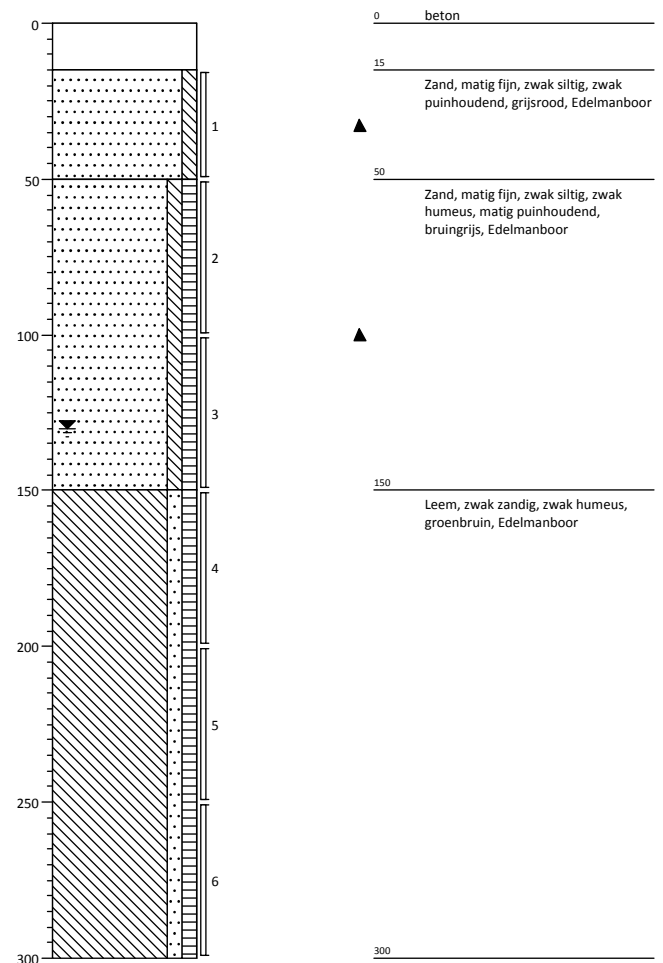 0
50
100
150
200
250
300
1
2
3
4
5
6
0 beton
15
Zand, matig fijn, zwak siltig, zwak
puinhoudend, grijsrood, Edelmanboor
50
Zand, matig fijn, zwak siltig, zwak
humeus, matig puinhoudend,
bruingrijs, Edelmanboor
150
Leem, zwak zandig, zwak humeus,
groenbruin, Edelmanboor
300